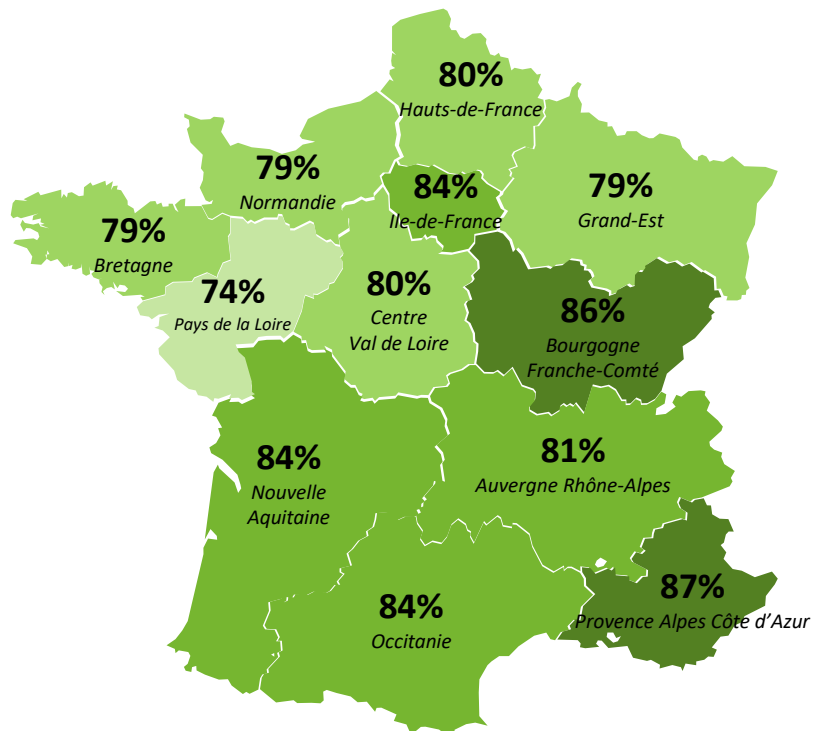 80%
Hauts-de-France
79%
Normandie
84%
Ile-de-France
79%
Grand-Est
79%
Bretagne
74%
Pays de la Loire
80%
Centre
Val de Loire
86%
Bourgogne
Franche-Comté
84%
Nouvelle
Aquitaine
81%
Auvergne Rhône-Alpes
84%
Occitanie
87%
Provence Alpes Côte d’Azur